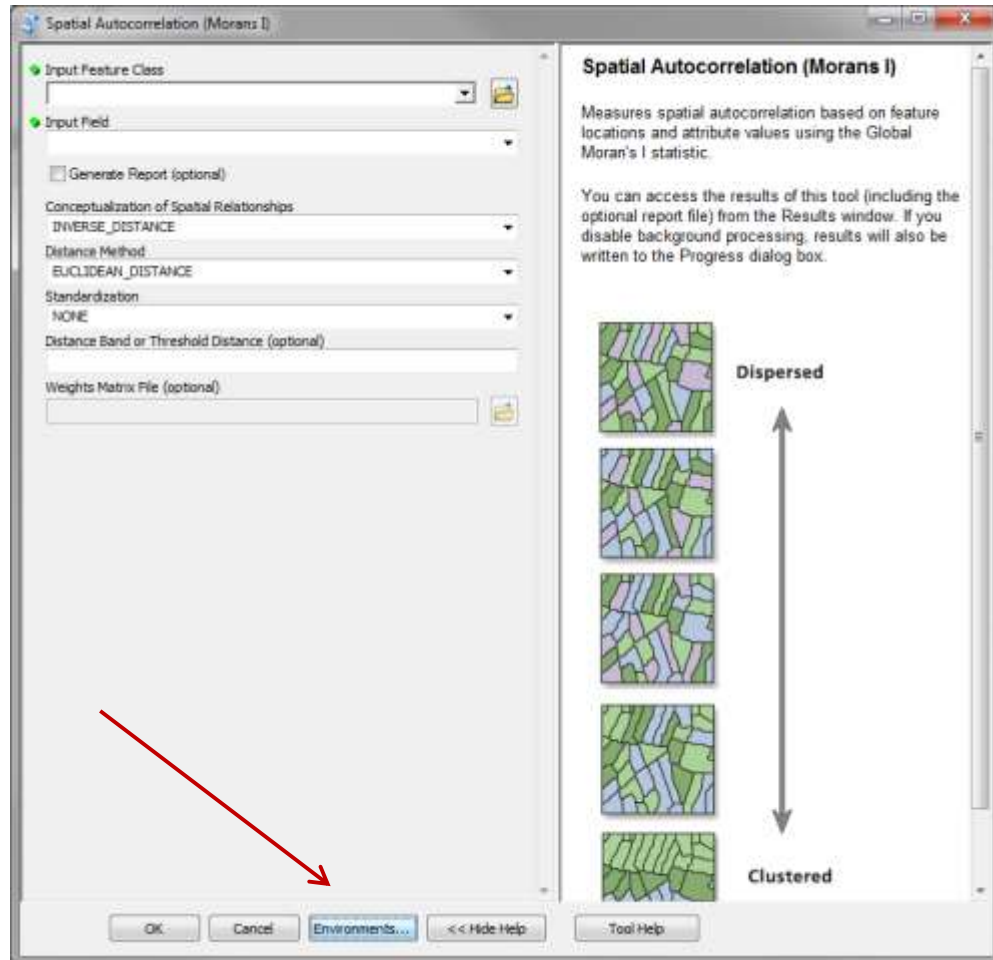 Spatial Autocorrelation (Morans I)
Input Feature Class
Input Field
Generate Report (optional)
Conceptualization of Spatial Relationships
INVERSE_DISTANCE
Distance Method
EUCLIDEAN_DISTANCE
Standardization
NONE
Distance Band or Threshold Distance (optional)
Weights Matrix File (optional)
OK
Cancel
Environments...
<< Hide Help
Spatial Autocorrelation (Morans I)
Measures spatial autocorrelation based on feature
locations and attribute values using the Global
Moran's I statistic.
You can access the results of this tool (including the
optional report file) from the Results window. If you
disable background processing, results will also be
written to the Progress dialog box.
Dispersed
Clustered
Tool Help